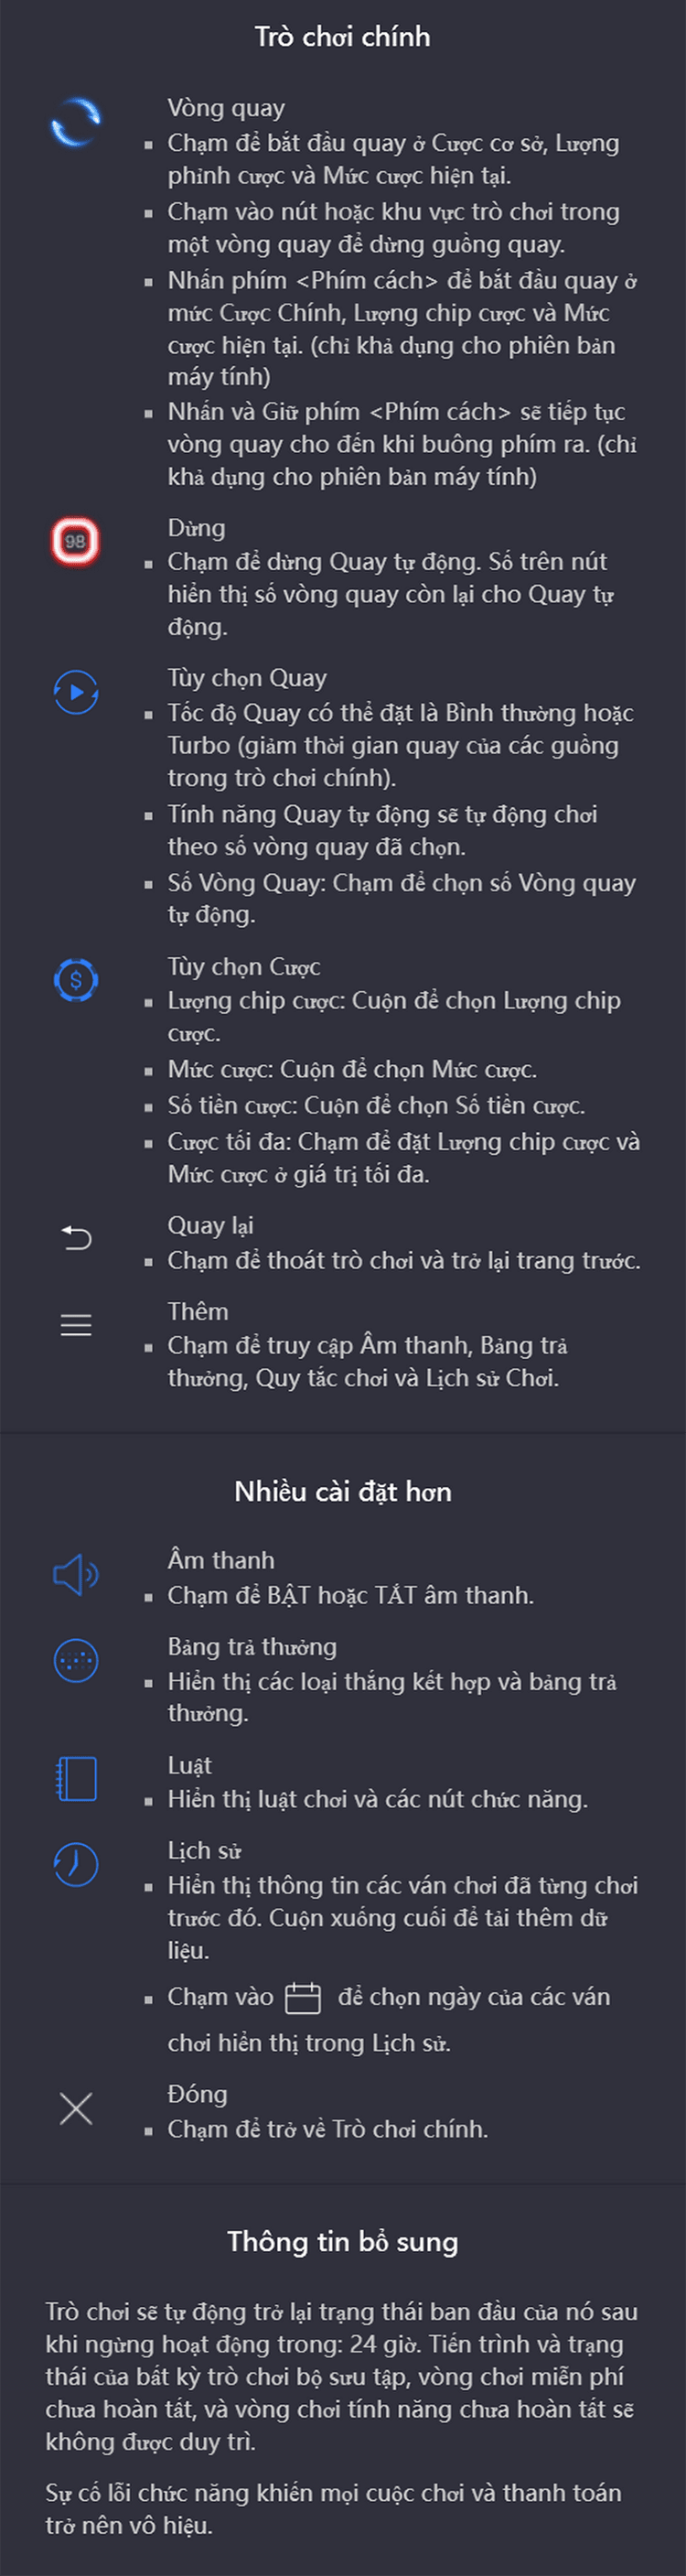 Trò chơi chính
Vòng quay
▪ Chạm để bắt đầu quay ở Cược cơ sở, Lượng
phỉnh cược và Mức cược hiện tại.
▪ Chạm vào nút hoặc khu vực trò chơi trong
một vòng quay để dừng guồng quay.
▪ Nhấn phím <Phím cách> để bắt đầu quay ở
mức Cược Chính, Lượng chip cược và Mức
cược hiện tại. (chỉ khả dụng cho phiên bản
máy tính)
▪ Nhấn và Giữ phím <Phím cách> sẽ tiếp tục
vòng quay cho đến khi buông phím ra. (chỉ
khả dụng cho phiên bản máy tính)
98
Dừng
▪ Chạm để dừng Quay tự động. Số trên nút
hiển thị số vòng quay còn lại cho Quay tự
động.
Tùy chọn Quay
▪ Tốc độ Quay có thể đặt là Bình thường hoặc
Turbo (giảm thời gian quay của các guồng
trong trò chơi chính).
▪ Tính năng Quay tự động sẽ tự động chơi
theo số vòng quay đã chọn.
▪ Số Vòng Quay: Chạm để chọn số Vòng quay
tự động.
$
Tùy chọn Cược
▪ Lượng chip cược: Cuộn để chọn Lượng chip
cược.
▪ Mức cược: Cuộn để chọn Mức cược.
▪ Số tiền cược: Cuộn để chọn Số tiền cược.
▪ Cược tối đa: Chạm để đặt Lượng chip cược và
Mức cược ở giá trị tối đa.
Quay lại
▪ Chạm để thoát trò chơi và trở lại trang trước.
Thêm
▪ Chạm để truy cập Âm thanh, Bảng trả
thưởng, Quy tắc chơi và Lịch sử Chơi.
Nhiều cài đặt hơn
Âm thanh
▪ Chạm để BẬT hoặc TẮT âm thanh.
Bảng trả thưởng
▪ Hiển thị các loại thắng kết hợp và bảng trả
thưởng.
Luật
▪ Hiển thị luật chơi và các nút chức năng.
Lịch sử
▪ Hiển thị thông tin các ván chơi đã từng chơi
trước đó. Cuộn xuống cuối để tải thêm dữ
liệu.
▪ Chạm vào để chọn ngày của các ván
chơi hiển thị trong Lịch sử.
Đóng
▪ Chạm để trở về Trò chơi chính.
Thông tin bổ sung
Trò chơi sẽ tự động trở lại trạng thái ban đầu của nó sau
khi ngừng hoạt động trong: 24 giờ. Tiến trình và trạng
thái của bất kỳ trò chơi bộ sưu tập, vòng chơi miễn phí
chưa hoàn tất, và vòng chơi tính năng chưa hoàn tất sẽ
không được duy trì.
Sự cố lỗi chức năng khiến mọi cuộc chơi và thanh toán
trở nên vô hiệu.